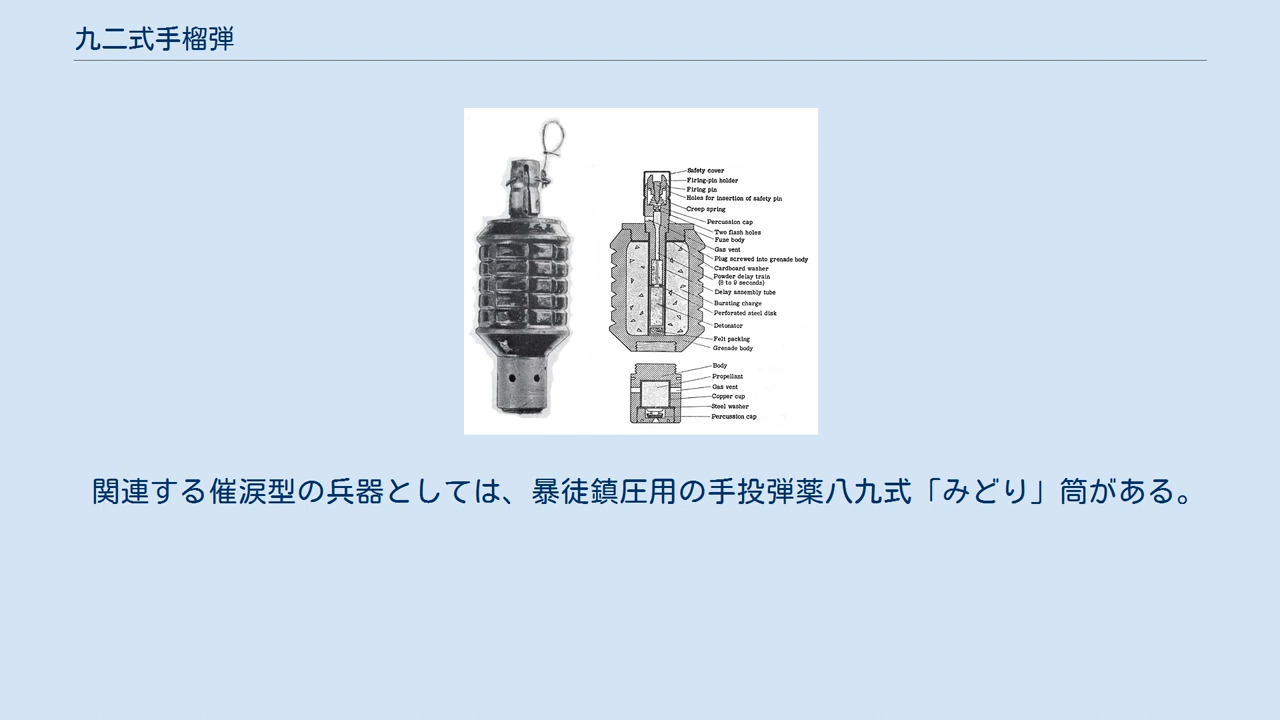 九二式手榴弾
Safety cover
Firing-pin holder
Firing pin
Holes for insertion of safety pin
Creep spring
Percussion cap
Two flash holes
Fuze body
Gas vent
Plug screwed into grenade body
Cardboard washer
Powder delay train
(8 to 9 seconds)
Delay assembly tube
Bursting charge
Perforated steel disk
Detonator
Felt packing
Grenade body
Body
Propellant
Gas vent
Copper cup
Steel washer
Percussion cap
関連する催涙型の兵器としては、暴徒鎮圧用の手投弾薬八九式「みどり」筒がある。